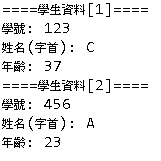 ====學生資料[1]====
學號: 123
姓名(字首): C
年齡: 37
====學生資料[2]====
學號: 456
姓名(字首): A
年齡: 23